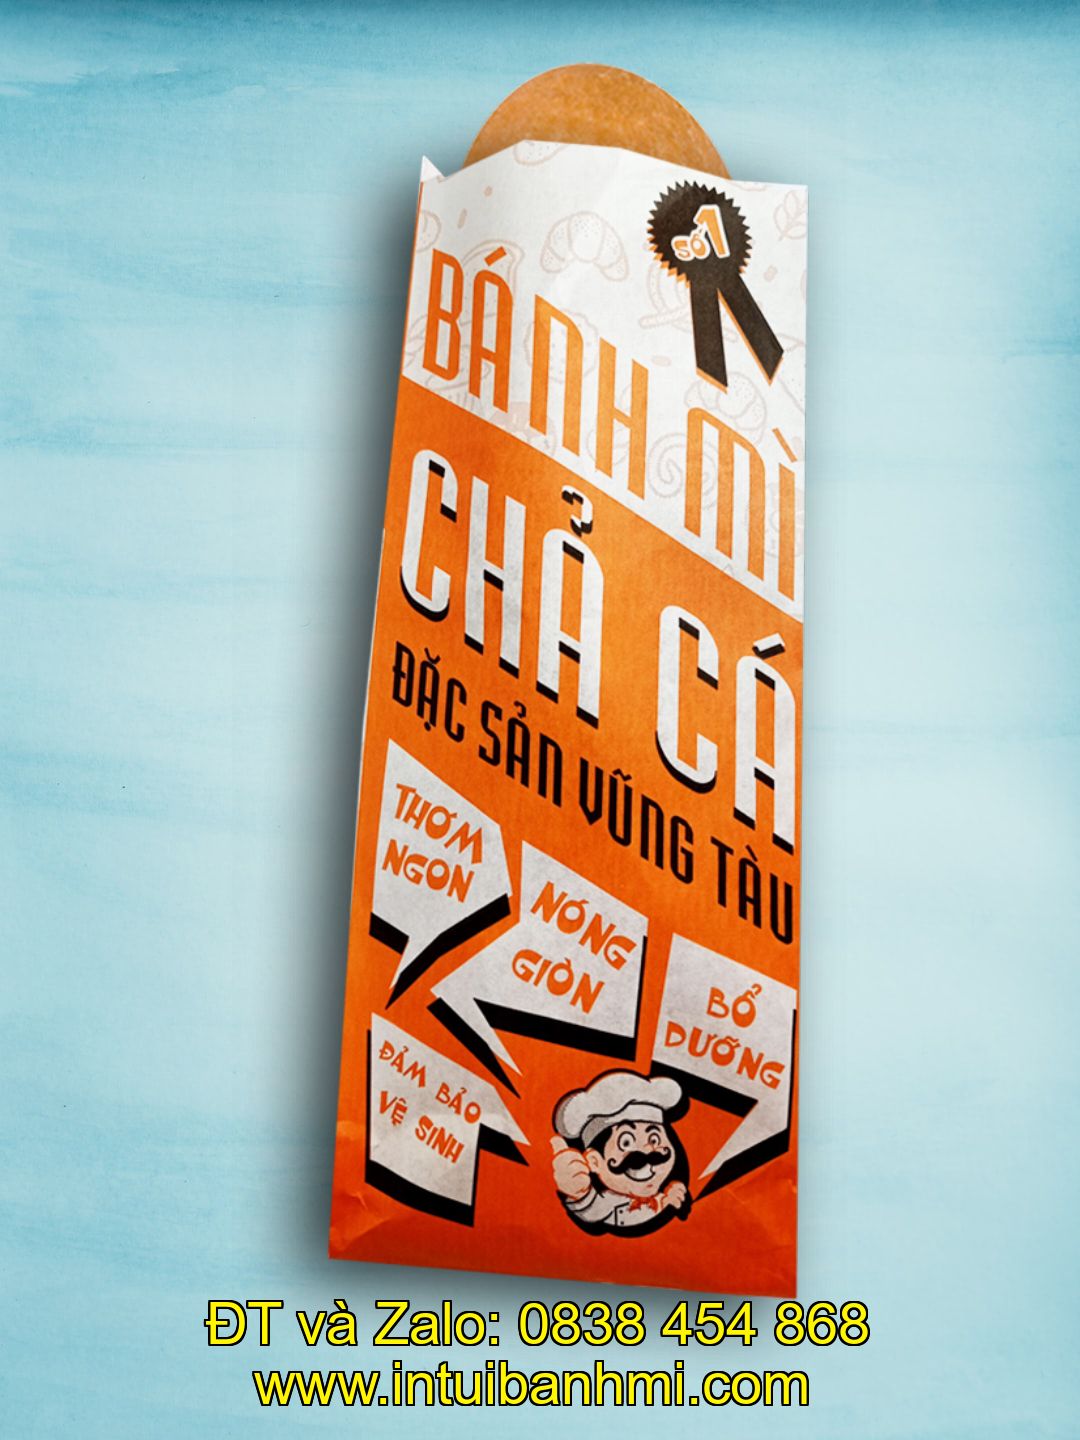 SỐ 1
BÁNH MÌ
CHẢ CÁ
ĐẶC SẢN VŨNG TÀU
THƠM
NGON
NÓNG
GIÒN
BỔ
DƯỠNG
ĐẢM BẢO
VỆ SINH
ĐT và Zalo: 0838 454 868
www.intuibanhmi.com